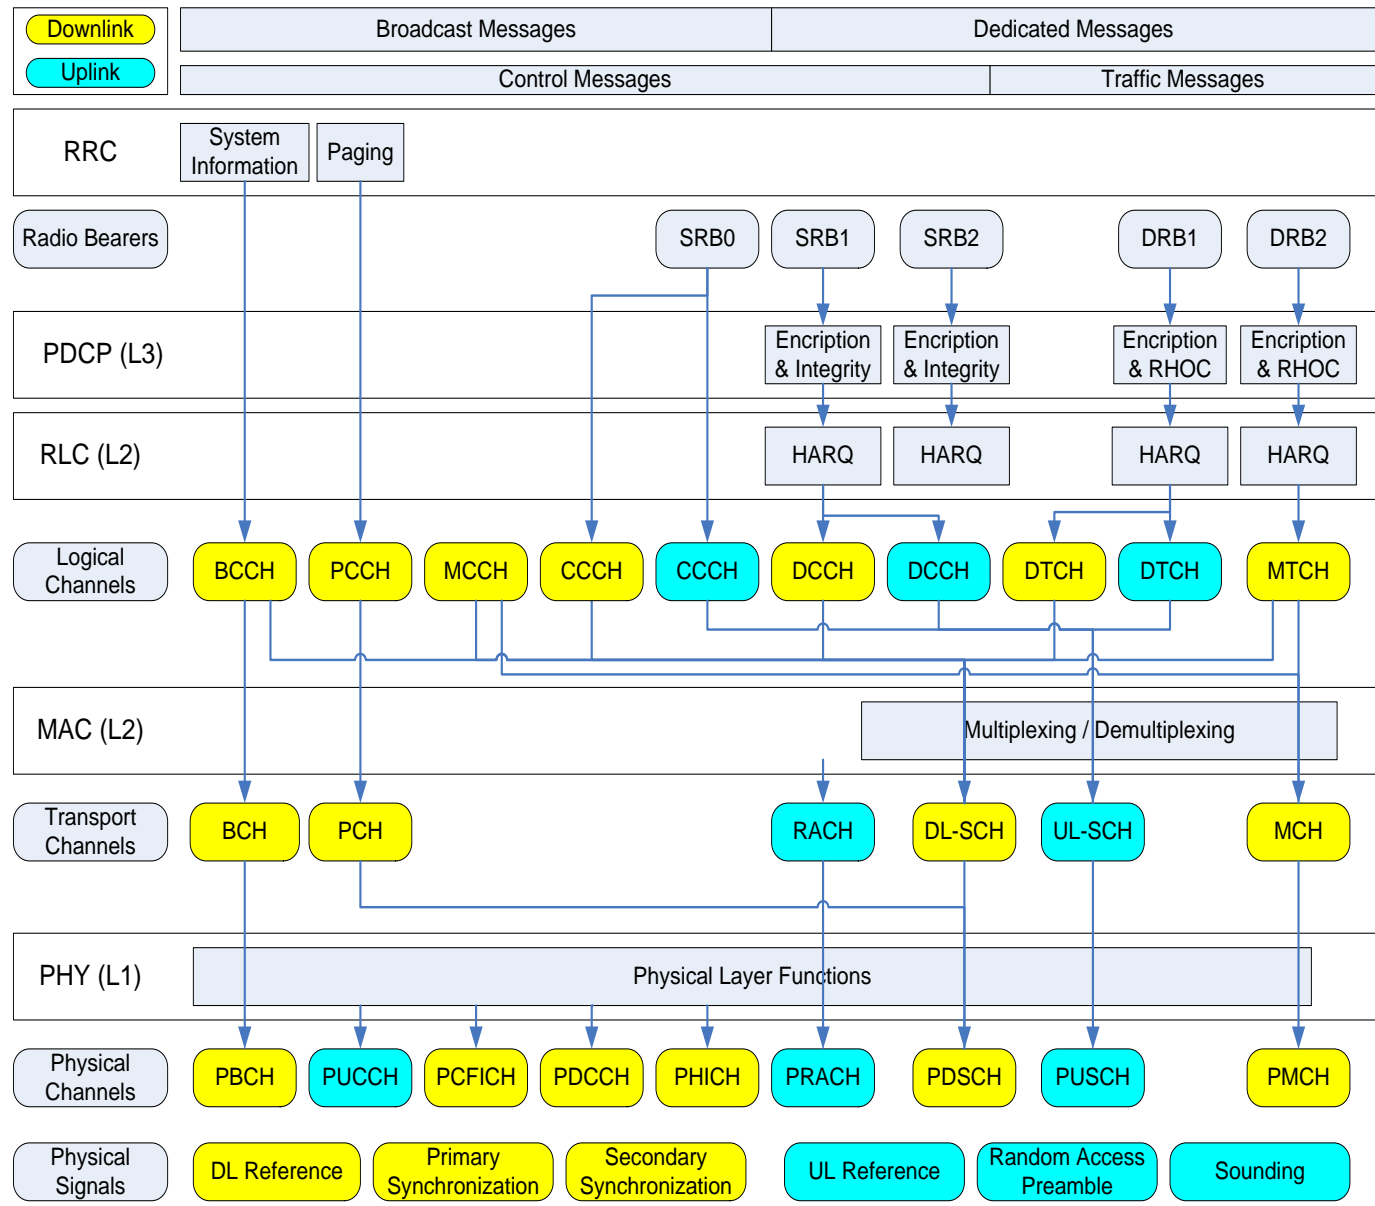 Downlink
Uplink
Broadcast Messages
Dedicated Messages
Control Messages
Traffic Messages
RRC
System
Information
Paging
Radio Bearers
SRB0
SRB1
SRB2
DRB1
DRB2
PDCP (L3)
Encription
& Integrity
Encription
& Integrity
Encription
& RHOC
Encription
& RHOC
RLC (L2)
HARQ
HARQ
HARQ
HARQ
Logical
Channels
BCCH
PCCH
MCCH
CCCH
CCCH
DCCH
DCCH
DTCH
DTCH
MTCH
MAC (L2)
Multiplexing / Demultiplexing
Transport
Channels
BCH
PCH
RACH
DL-SCH
UL-SCH
MCH
PHY (L1)
Physical Layer Functions
Physical
Channels
PBCH
PUCCH
PCFICH
PDCCH
PHICH
PRACH
PDSCH
PUSCH
PMCH
Physical
Signals
DL Reference
Primary
Synchronization
Secondary
Synchronization
UL Reference
Random Access
Preamble
Sounding